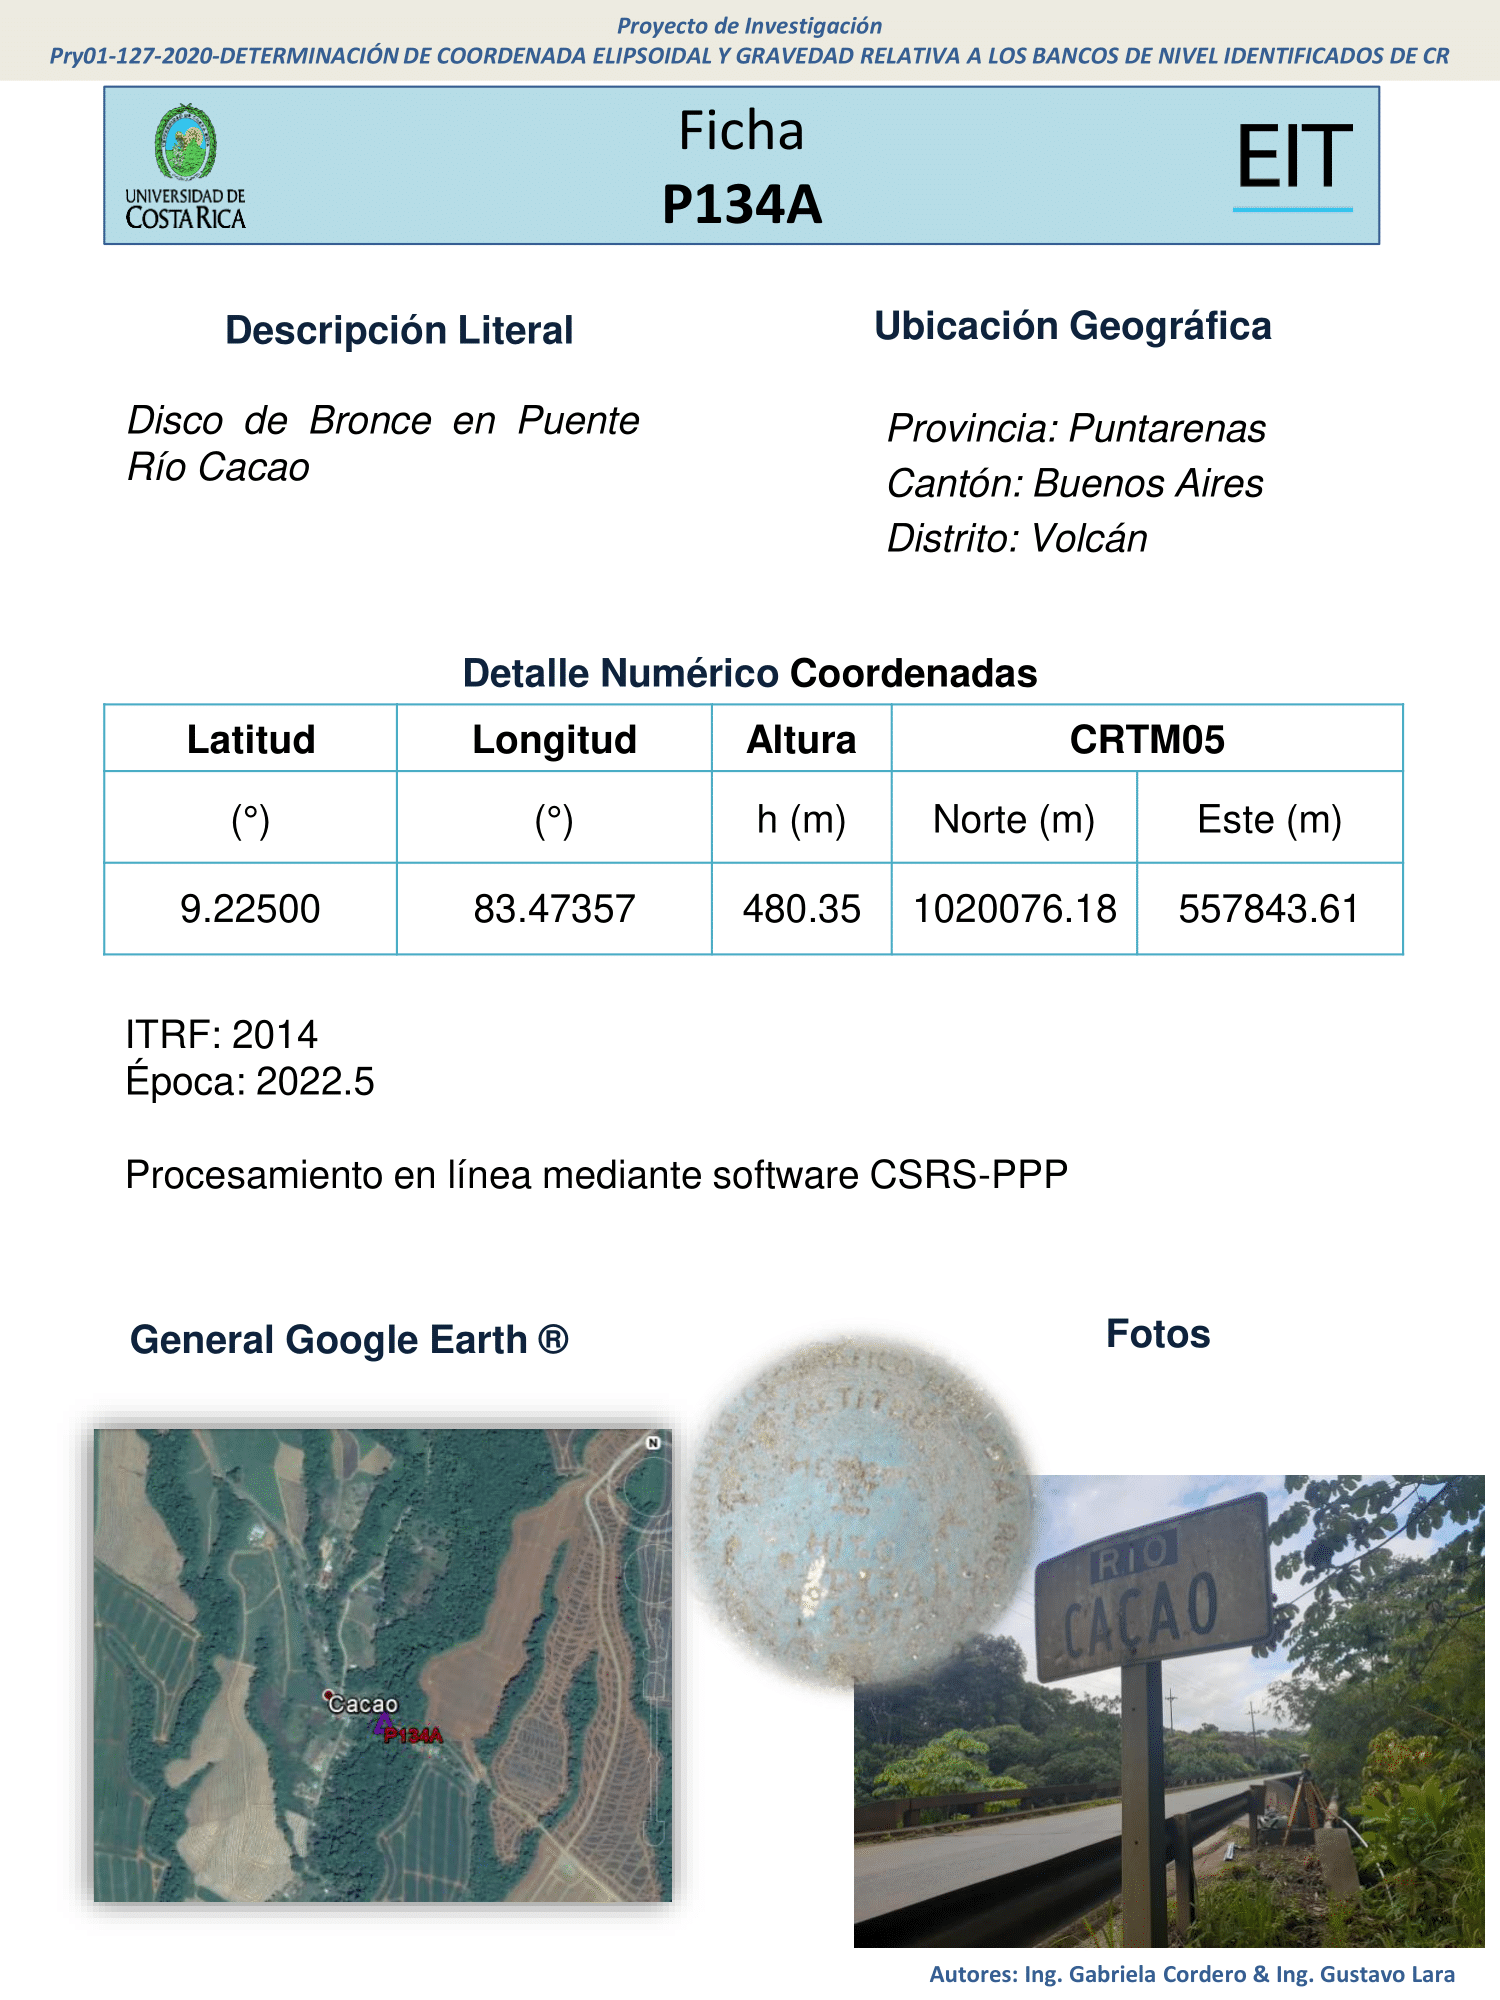 Proyecto de Investigación
Pry01-127-2020-DETERMINACIÓN DE COORDENADA ELIPSOIDAL Y GRAVEDAD RELATIVA A LOS BANCOS DE NIVEL IDENTIFICADOS DE CR
UNIVERSIDAD DE
COSTA RICA
Ficha
P134A
EIT
Descripción Literal
Disco de Bronce en Puente
Río Cacao
Ubicación Geográfica
Provincia: Puntarenas
Cantón: Buenos Aires
Distrito: Volcán
Detalle Numérico Coordenadas
Latitud Longitud Altura CRTM05
(°) (°) h (m) Norte (m) Este (m)
9.22500 83.47357 480.35 1020076.18 557843.61
ITRF: 2014
Época: 2022.5
Procesamiento en línea mediante software CSRS-PPP
General Google Earth ®
Fotos
N
Cacao
P134A
RIO
CACAO
Autores: Ing. Gabriela Cordero & Ing. Gustavo Lara